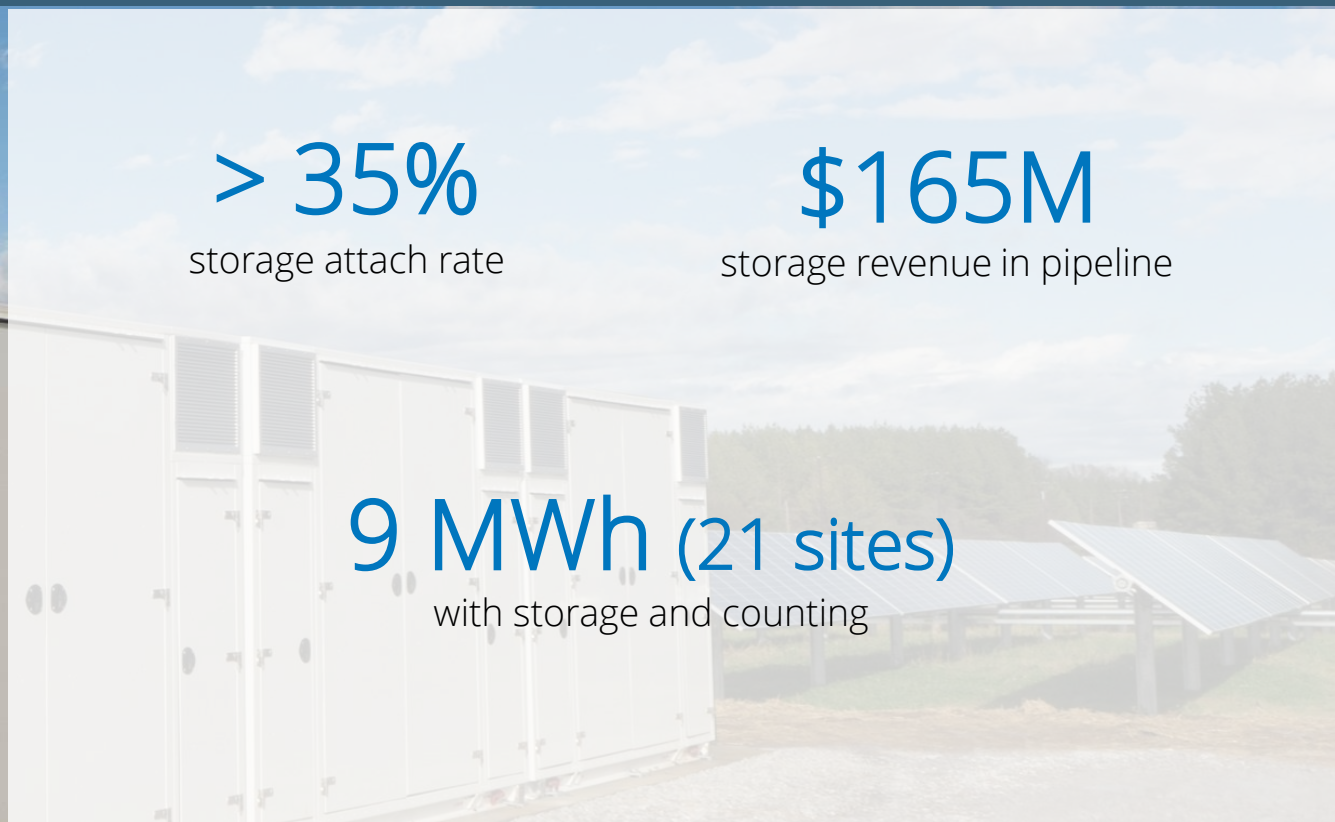 > 35%
storage attach rate
$165M
storage revenue in pipeline
9 MWh (21 sites)
with storage and counting